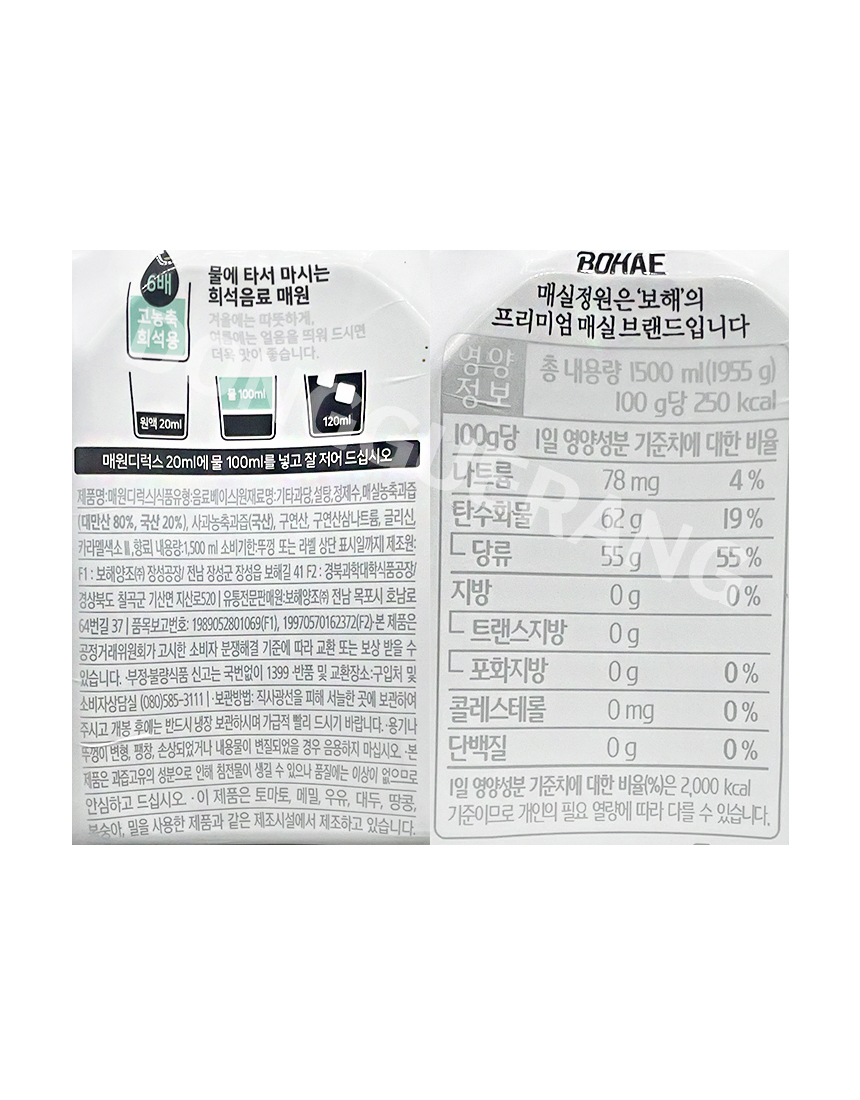 6배
고농축
희석용
물에 타서 마시는
희석음료 매원
겨울에는 따뜻하게,
여름에는 얼음을 띄워 드시면
더욱 맛이 좋습니다.
원액 20ml
물 100ml
120ml
매원디럭스 20ml에 물 100ml를 넣고 잘 저어 드십시오
제품명:매원디럭스식품유형:음료베이스원재료명:기타과당,설탕,정제수,매실농축과즙
(대만산 80%, 국산 20%), 사과농축과즙(국산), 구연산, 구연산삼나트륨, 글리신,
카라멜색소Ⅲ,향료| 내용량:1,500 ml 소비기한:뚜껑 또는 라벨 상단 표시일까지| 제조원:
F1 : 보해양조㈜ 장성공장/ 전남 장성군 장성읍 보해길 41 F2 : 경북과학대학식품공장/
경상북도 칠곡군 기산면 지산로520 | 유통전문판매원:보해양조㈜ 전남 목포시 호남로
64번길 37 | 품목보고번호: 1989052801069(F1), 19970570162372(F2)·본 제품은
공정거래위원회가 고시한 소비자 분쟁해결 기준에 따라 교환 또는 보상 받을 수
있습니다. ·부정·불량식품 신고는 국번없이 1399 ·반품 및 교환장소:구입처 및
소비자상담실 (080)585-3111 | ·보관방법: 직사광선을 피해 서늘한 곳에 보관하여
주시고 개봉 후에는 반드시 냉장 보관하시며 가급적 빨리 드시기 바랍니다. ·용기나
뚜껑이 변형, 팽창, 손상되었거나 내용물이 변질되었을 경우 음용하지 마십시오 ·본
제품은 과즙고유의 성분으로 인해 침전물이 생길 수 있으나 품질에는 이상이 없으므로
안심하고 드십시오. ·이 제품은 토마토, 메밀, 우유, 대두, 땅콩,
복숭아, 밀을 사용한 제품과 같은 제조시설에서 제조하고 있습니다.
BOHAE
매실정원은 '보해'의
프리미엄 매실 브랜드입니다
영양
정보
총 내용량 1500 ml(1955 g)
100 g당 250 kcal
100g당 1일 영양성분 기준치에 대한 비율
나트륨 78 mg 4 %
탄수화물 62 g 19 %
당류 55 g 55 %
지방 0 g 0 %
트랜스지방 0 g
포화지방 0 g 0 %
콜레스테롤 0 mg 0 %
단백질 0 g 0 %
1일 영양성분 기준치에 대한 비율(%)은 2,000 kcal
기준이므로 개인의 필요 열량에 따라 다를 수 있습니다.
DONGGUERANG